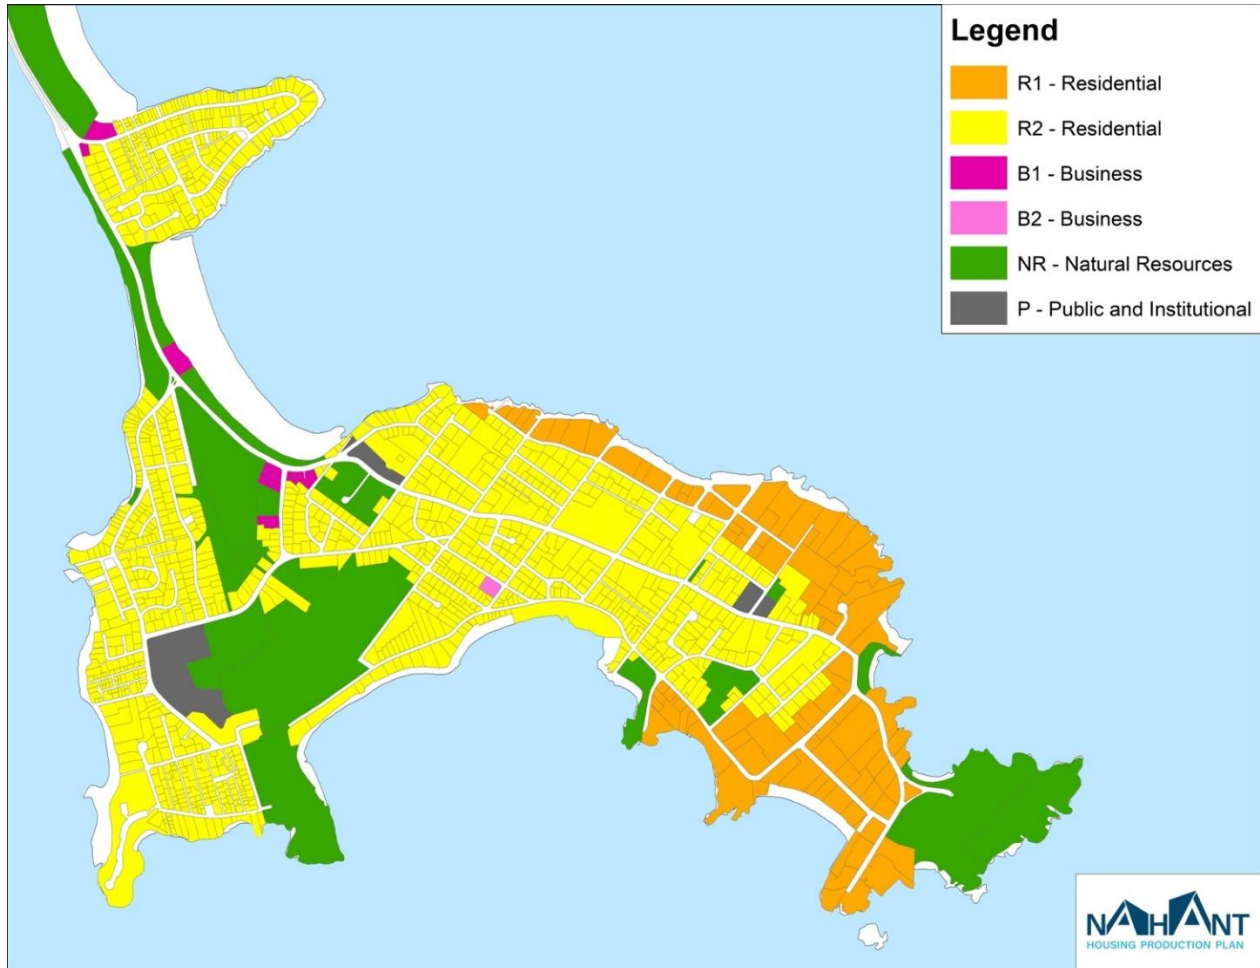 Legend
R1 - Residential
R2 - Residential
B1 - Business
B2 - Business
NR - Natural Resources
P - Public and Institutional
NAHANT
HOUSING PRODUCTION PLAN